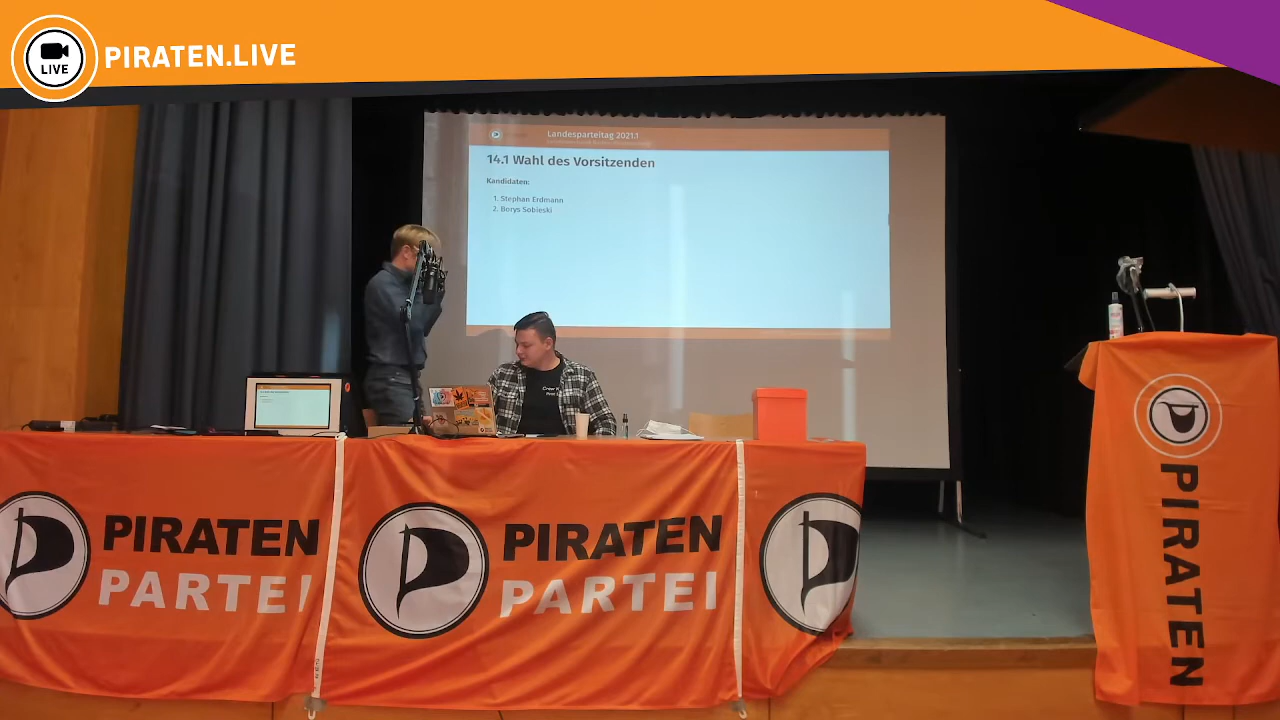 LIVE
PIRATEN.LIVE
Landesparteitag 2021.1
14.1 Wahl des Vorsitzenden
Kandidaten:
1. Stephan Erdmann
2. Borys Sobieski
PIRATEN
PARTEI
PIRATEN
PARTEI
PIRATEN